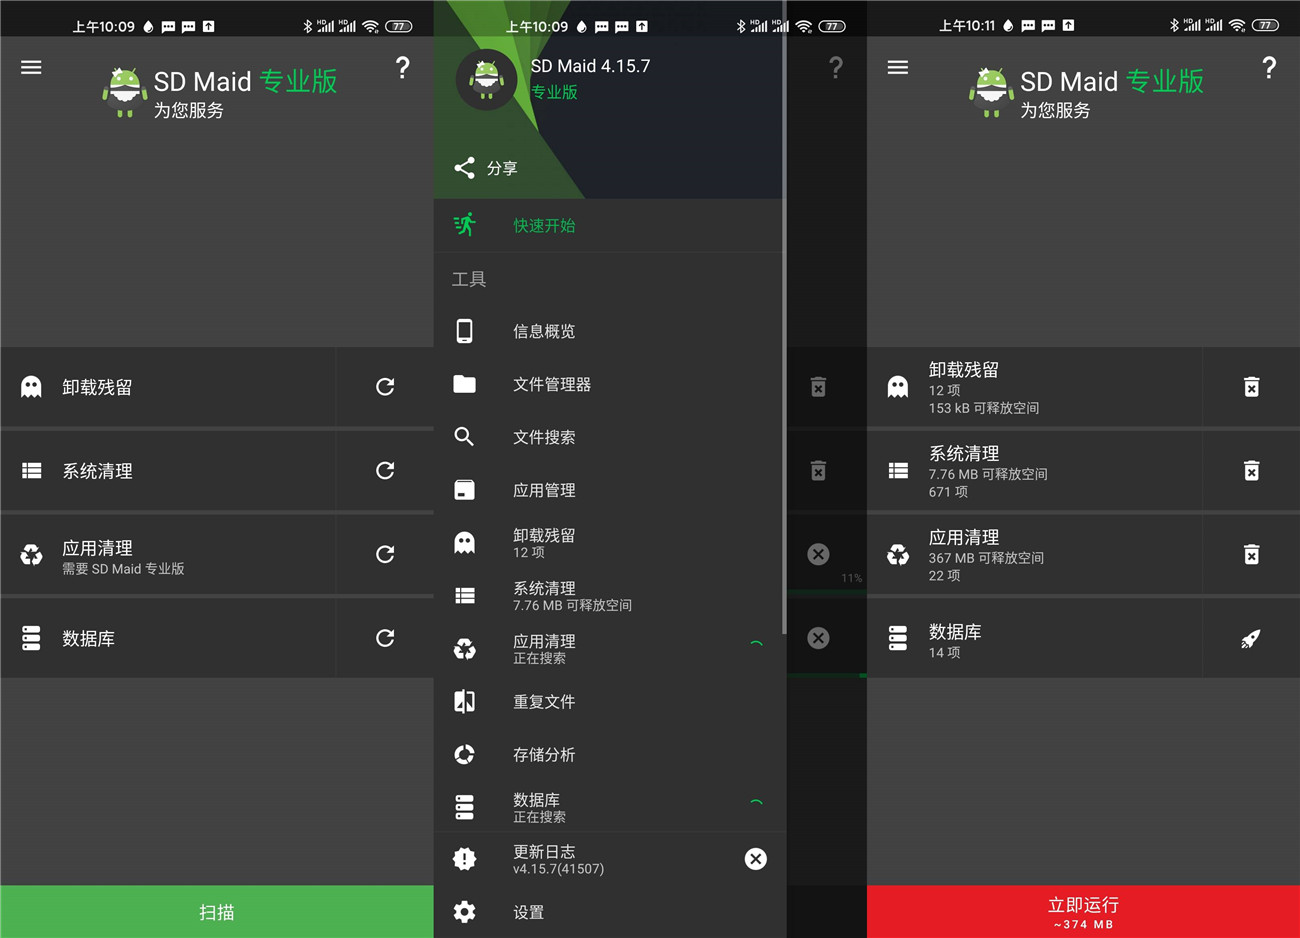 上午10:09
HD HD 77
SD Maid 专业版
为您服务
?
卸载残留
系统清理
应用清理
需要 SD Maid 专业版
数据库
扫描
上午10:09
HD HD 77
SD Maid 4.15.7
专业版
?
分享
快速开始
工具
信息概览
文件管理器
文件搜索
应用管理
卸载残留
12 项
系统清理
7.76 MB 可释放空间
应用清理
正在搜索
11%
重复文件
存储分析
数据库
正在搜索
更新日志
v4.15.7(41507)
设置
上午10:11
HD HD 77
SD Maid 专业版
为您服务
?
卸载残留
12 项
153 kB 可释放空间
系统清理
7.76 MB 可释放空间
671 项
应用清理
367 MB 可释放空间
22 项
数据库
14 项
立即运行
~374 MB